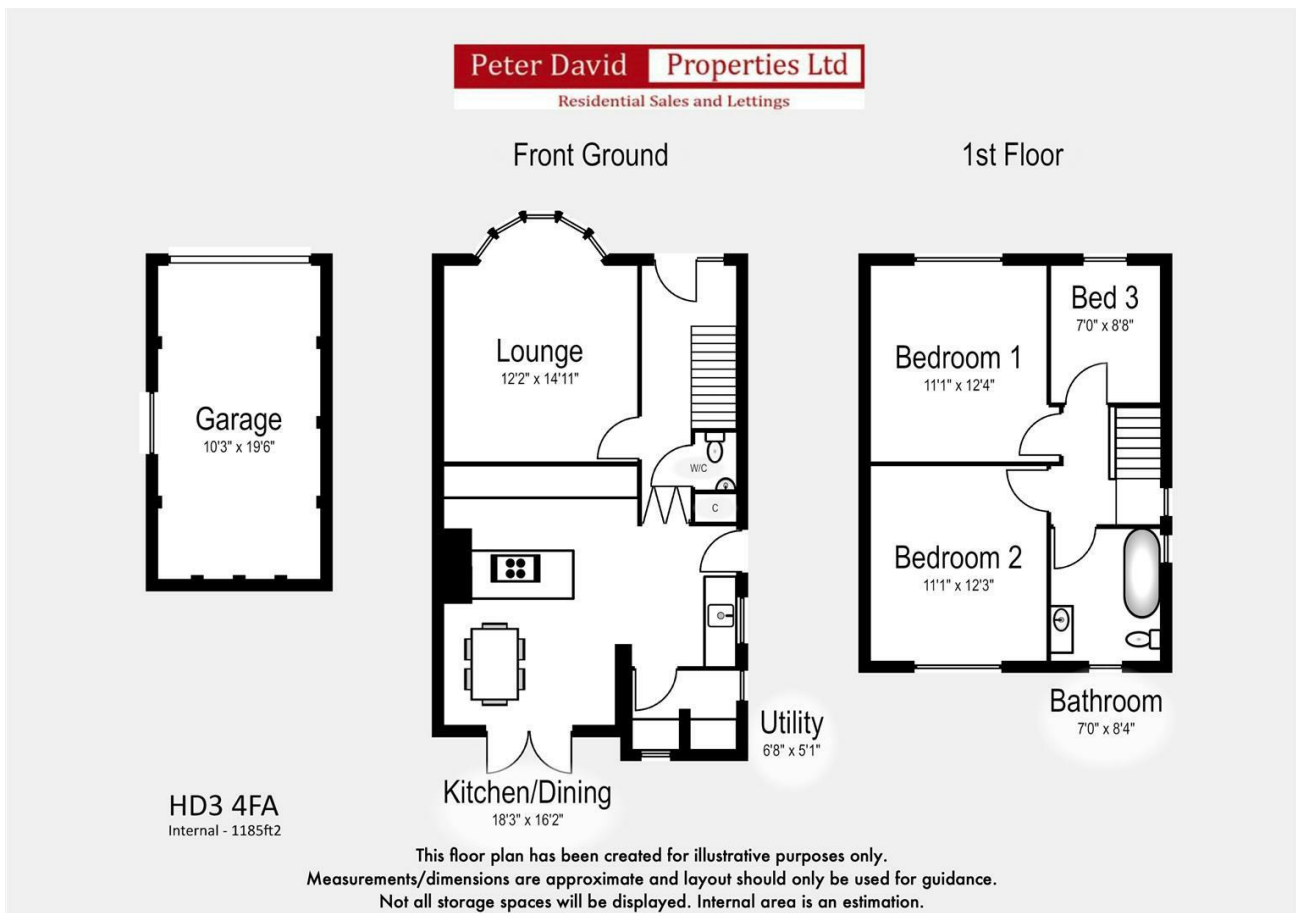 Peter David Properties Ltd
Residential Sales and Lettings
Front Ground
1st Floor
Garage
10'3" x 19'6"
Lounge
12'2" x 14'11"
W/C
C
Kitchen/Dining
18'3" x 16'2"
Utility
6'8" x 5'1"
Bedroom 1
11'1" x 12'4"
Bed 3
7'0" x 8'8"
Bedroom 2
11'1" x 12'3"
Bathroom
7'0" x 8'4"
HD3 4FA
Internal - 1185ft2
This floor plan has been created for illustrative purposes only.
Measurements/dimensions are approximate and layout should only be used for guidance.
Not all storage spaces will be displayed. Internal area is an estimation.